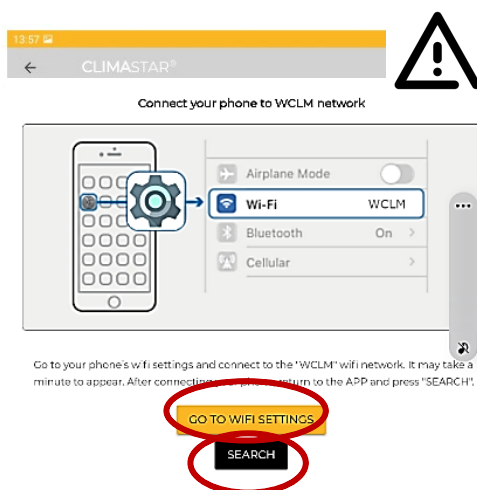 13:57
CLIMASTAR®
Connect your phone to WCLM network
Airplane Mode
Wi-Fi WCLM
Bluetooth On
Cellular
Go to your phone's wifi settings and connect to the "WCLM" wifi network. It may take a
minute to appear. After connecting your phone return to the APP and press "SEARCH".
GO TO WIFI SETTINGS
SEARCH